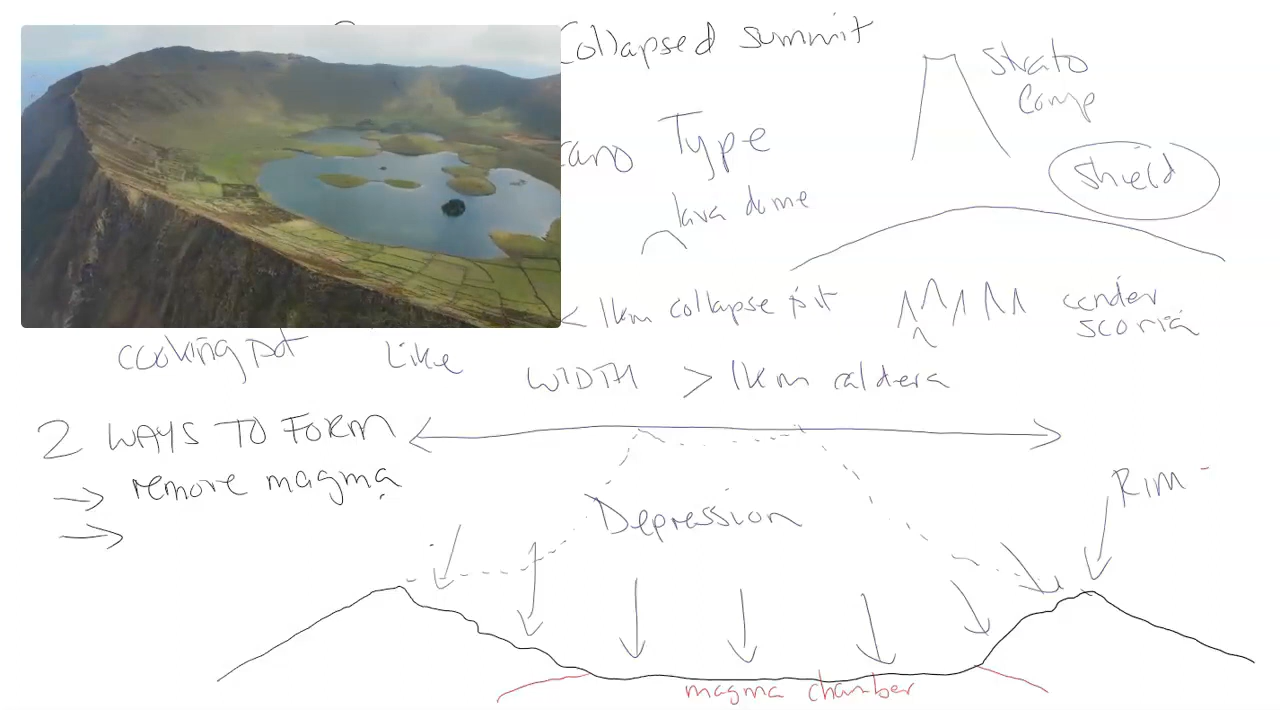 Collapsed summit
Strato
Comp
Type
Shield
lava dome
< 1km collapse pit
cinder
scoria
cooking pot Like
WIDTH > 1km caldera
2 WAYS TO FORM
→ remove magma
→
Depression
RIM
magma chamber